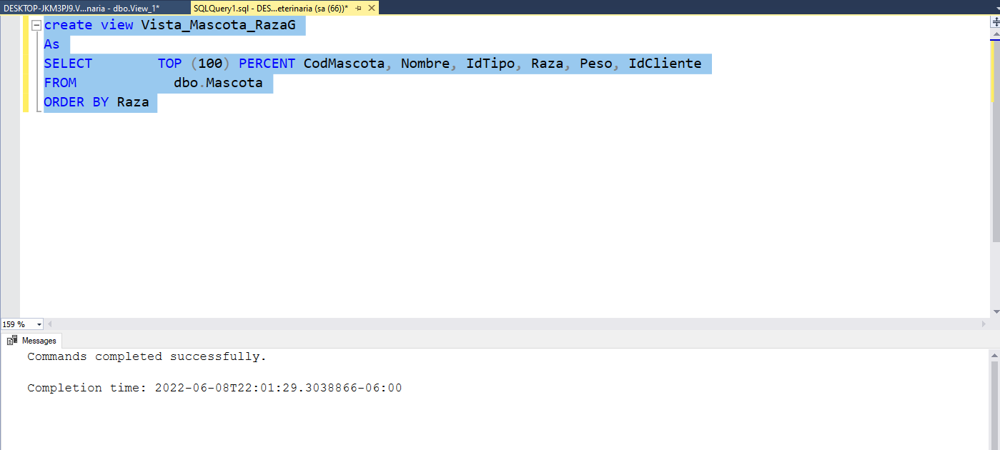 DESKTOP-JKM3PJ9.V...naria - dbo.View_1*
SQLQuery1.sql - DES...eterinaria (sa (66))*
create view Vista_Mascota_RazaG
As
SELECT TOP (100) PERCENT CodMascota, Nombre, IdTipo, Raza, Peso, IdCliente
FROM dbo.Mascota
ORDER BY Raza
159 %
Messages
Commands completed successfully.
Completion time: 2022-06-08T22:01:29.3038866-06:00